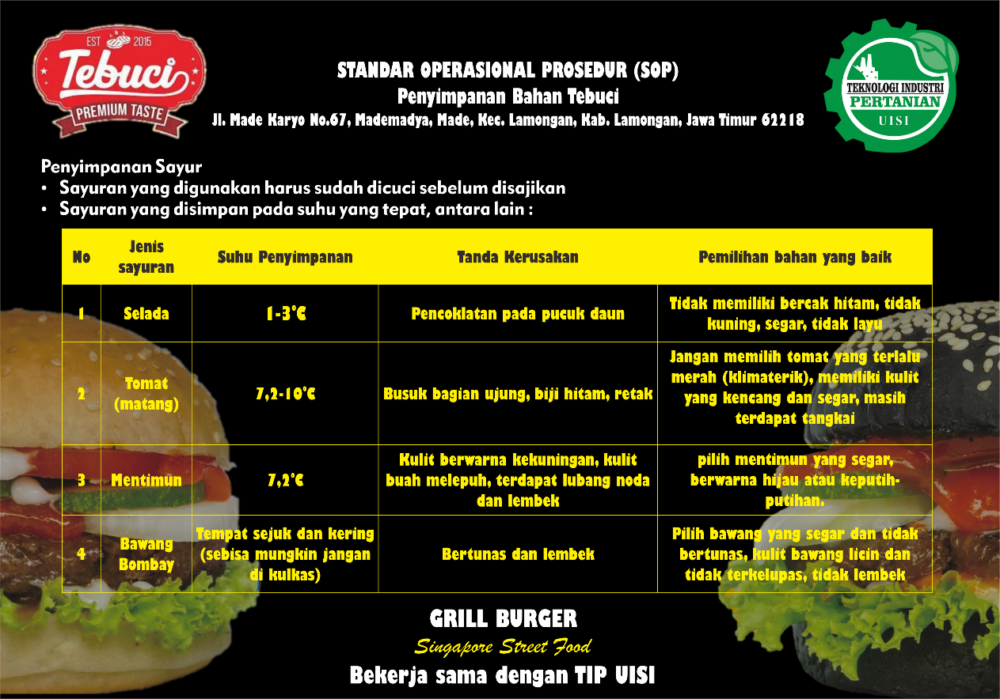 EST 2015
Tebuci
PREMIUM TASTE
STANDAR OPERASIONAL PROSEDUR (SOP)
Penyimpanan Bahan Tebuci
Jl. Made Karyo No.67, Mademadya, Made, Kec. Lamongan, Kab. Lamongan, Jawa Timur 62218
TEKNOLOGI INDUSTRI
PERTANIAN
UISI
Penyimpanan Sayur
• Sayuran yang digunakan harus sudah dicuci sebelum disajikan
• Sayuran yang disimpan pada suhu yang tepat, antara lain :
No
Jenis
sayuran
Suhu Penyimpanan
Tanda Kerusakan
Pemilihan bahan yang baik
1
Selada
1-3°C
Pencoklatan pada pucuk daun
Tidak memiliki bercak hitam, tidak
kuning, segar, tidak layu
2
Tomat
(matang)
7,2-10°C
Busuk bagian ujung, biji hitam, retak
Jangan memilih tomat yang terlalu
merah (klimaterik), memiliki kulit
yang kencang dan segar, masih
terdapat tangkai
3
Mentimun
7,2°C
Kulit berwarna kekuningan, kulit
buah melepuh, terdapat lubang noda
dan lembek
pilih mentimun yang segar,
berwarna hijau atau keputih-
putihan.
4
Bawang
Bombay
Tempat sejuk dan kering
(sebisa mungkin jangan
di kulkas)
Bertunas dan lembek
Pilih bawang yang segar dan tidak
bertunas, kulit bawang licin dan
tidak terkelupas, tidak lembek
GRILL BURGER
Singapore Street Food
Bekerja sama dengan TIP UISI